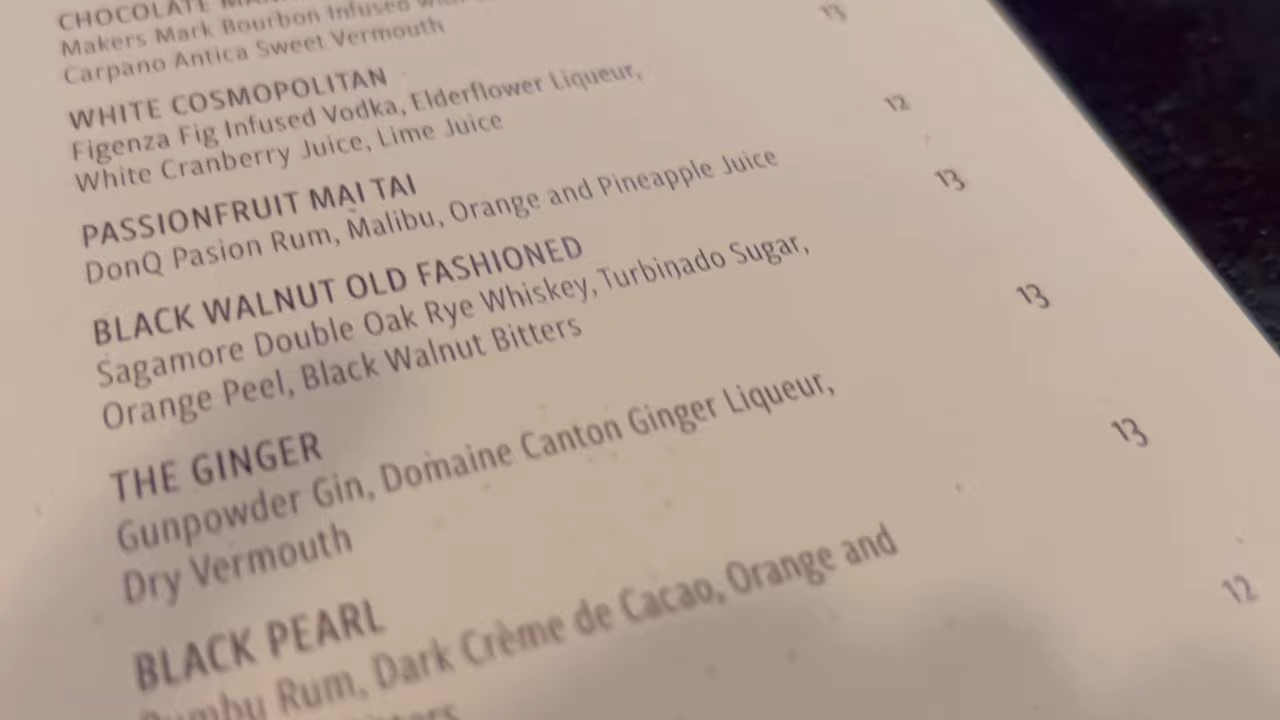 CHOCOLATE
Makers Mark Bourbon Infused
Carpano Antica Sweet Vermouth
WHITE COSMOPOLITAN 13
Figenza Fig Infused Vodka, Elderflower Liqueur,
White Cranberry Juice, Lime Juice
PASSIONFRUIT MAI TAI 12
DonQ Pasion Rum, Malibu, Orange and Pineapple Juice
BLACK WALNUT OLD FASHIONED 13
Sagamore Double Oak Rye Whiskey, Turbinado Sugar,
Orange Peel, Black Walnut Bitters
THE GINGER 13
Gunpowder Gin, Domaine Canton Ginger Liqueur,
Dry Vermouth
BLACK PEARL 13
Rum, Dark Crème de Cacao, Orange and
12